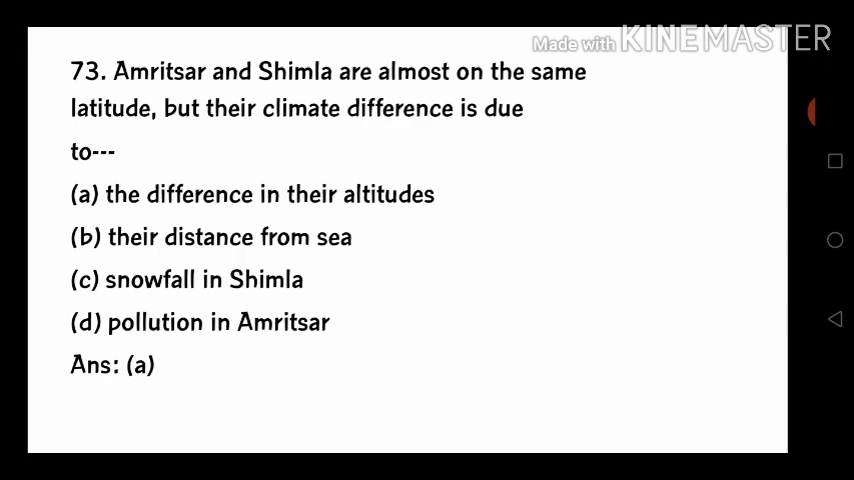 Made with KINEMASTER
73. Amritsar and Shimla are almost on the same
latitude, but their climate difference is due
to---
(a) the difference in their altitudes
(b) their distance from sea
(c) snowfall in Shimla
(d) pollution in Amritsar
Ans: (a)